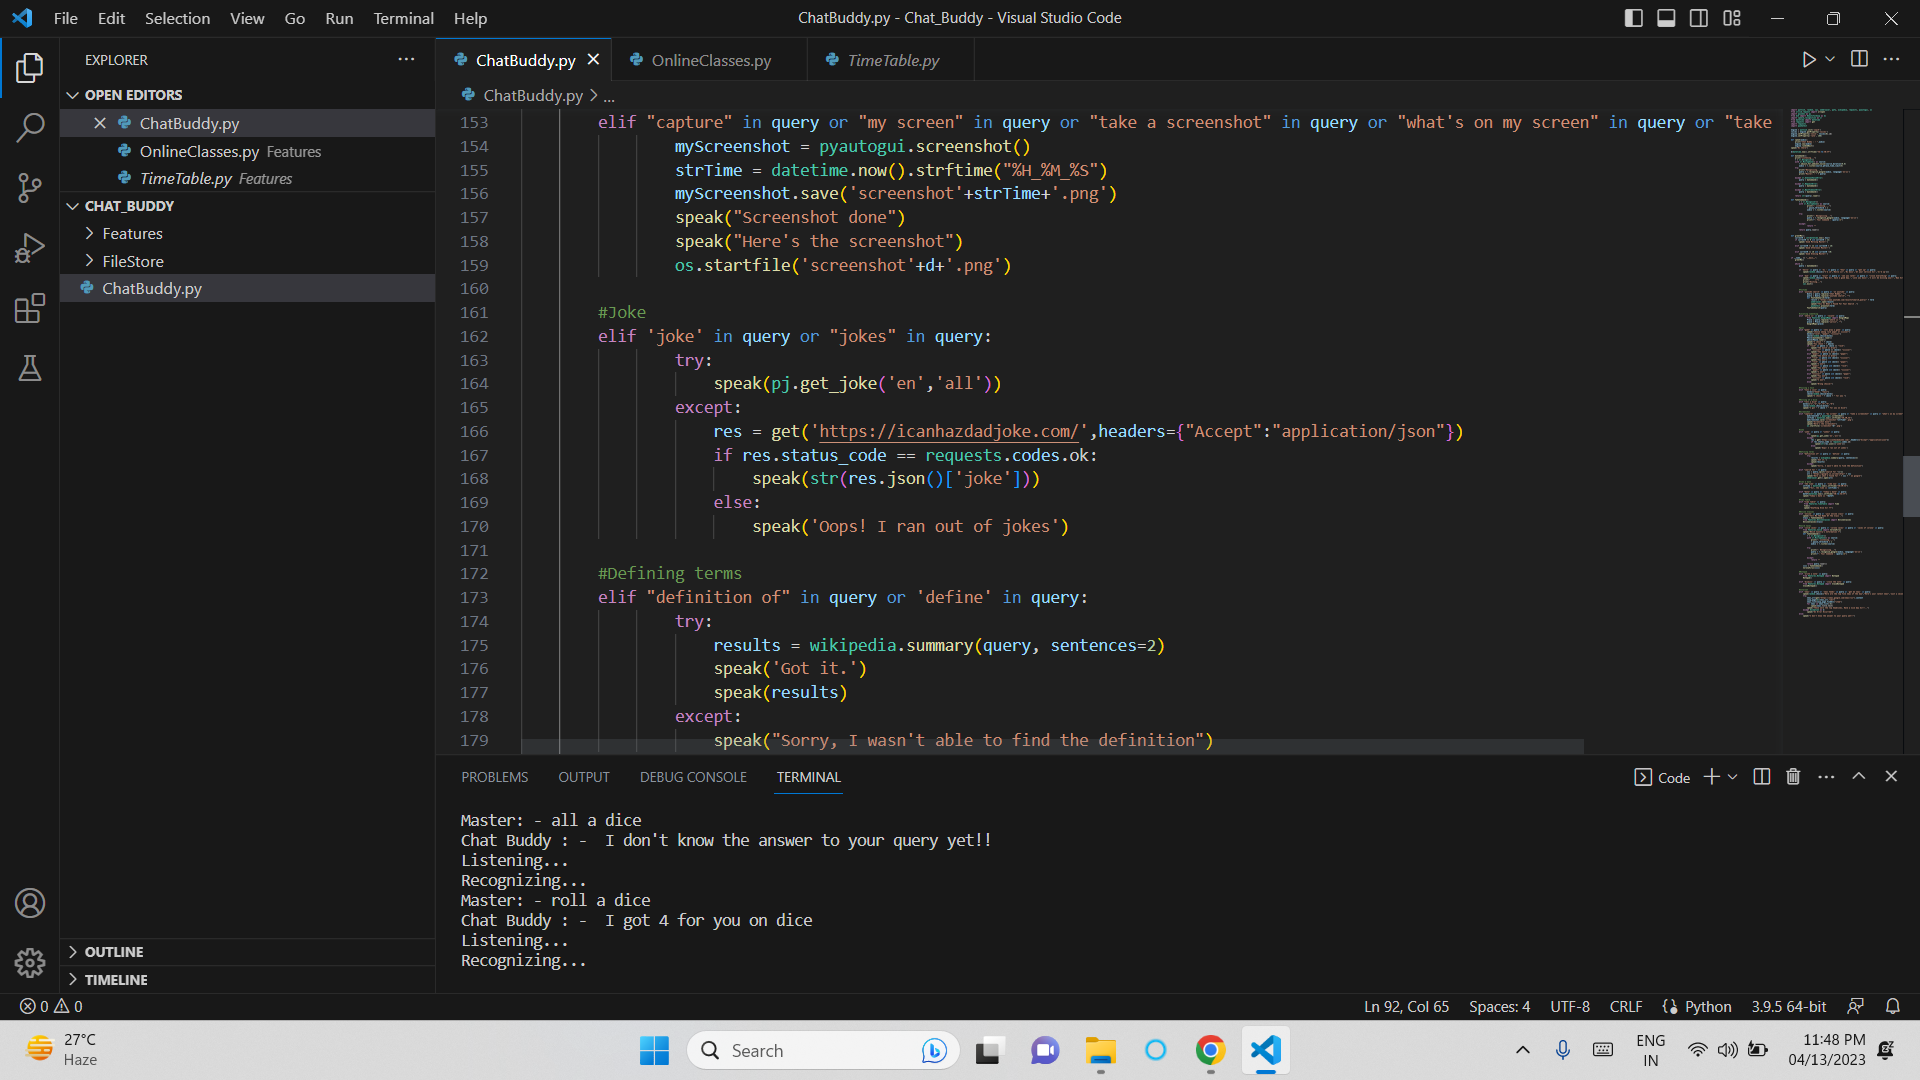 File Edit Selection View Go Run Terminal Help
ChatBuddy.py - Chat_Buddy - Visual Studio Code
EXPLORER
OPEN EDITORS
ChatBuddy.py
OnlineClasses.py Features
TimeTable.py Features
CHAT_BUDDY
Features
FileStore
ChatBuddy.py
OUTLINE
TIMELINE
ChatBuddy.py OnlineClasses.py TimeTable.py
ChatBuddy.py > ...
153 elif "capture" in query or "my screen" in query or "take a screenshot" in query or "what's on my screen" in query or "take
154 myScreenshot = pyautogui.screenshot()
155 strTime = datetime.now().strftime("%H_%M_%S")
156 myScreenshot.save('screenshot'+strTime+'.png')
157 speak("Screenshot done")
158 speak("Here's the screenshot")
159 os.startfile('screenshot'+d+'.png')
160
161 #Joke
162 elif 'joke' in query or "jokes" in query:
163 try:
164 speak(pj.get_joke('en','all'))
165 except:
166 res = get('https://icanhazdadjoke.com/',headers={"Accept":"application/json"})
167 if res.status_code == requests.codes.ok:
168 speak(str(res.json()['joke']))
169 else:
170 speak('Oops! I ran out of jokes')
171
172 #Defining terms
173 elif "definition of" in query or 'define' in query:
174 try:
175 results = wikipedia.summary(query, sentences=2)
176 speak('Got it.')
177 speak(results)
178 except:
179 speak("Sorry, I wasn't able to find the definition")
PROBLEMS OUTPUT DEBUG CONSOLE TERMINAL
Code
Master: - all a dice
Chat Buddy : -  I don't know the answer to your query yet!!
Listening...
Recognizing...
Master: - roll a dice
Chat Buddy : -  I got 4 for you on dice
Listening...
Recognizing...
0 0
Ln 92, Col 65 Spaces: 4 UTF-8 CRLF Python 3.9.5 64-bit
27°C
Haze
Search
ENG
IN
11:48 PM
04/13/2023